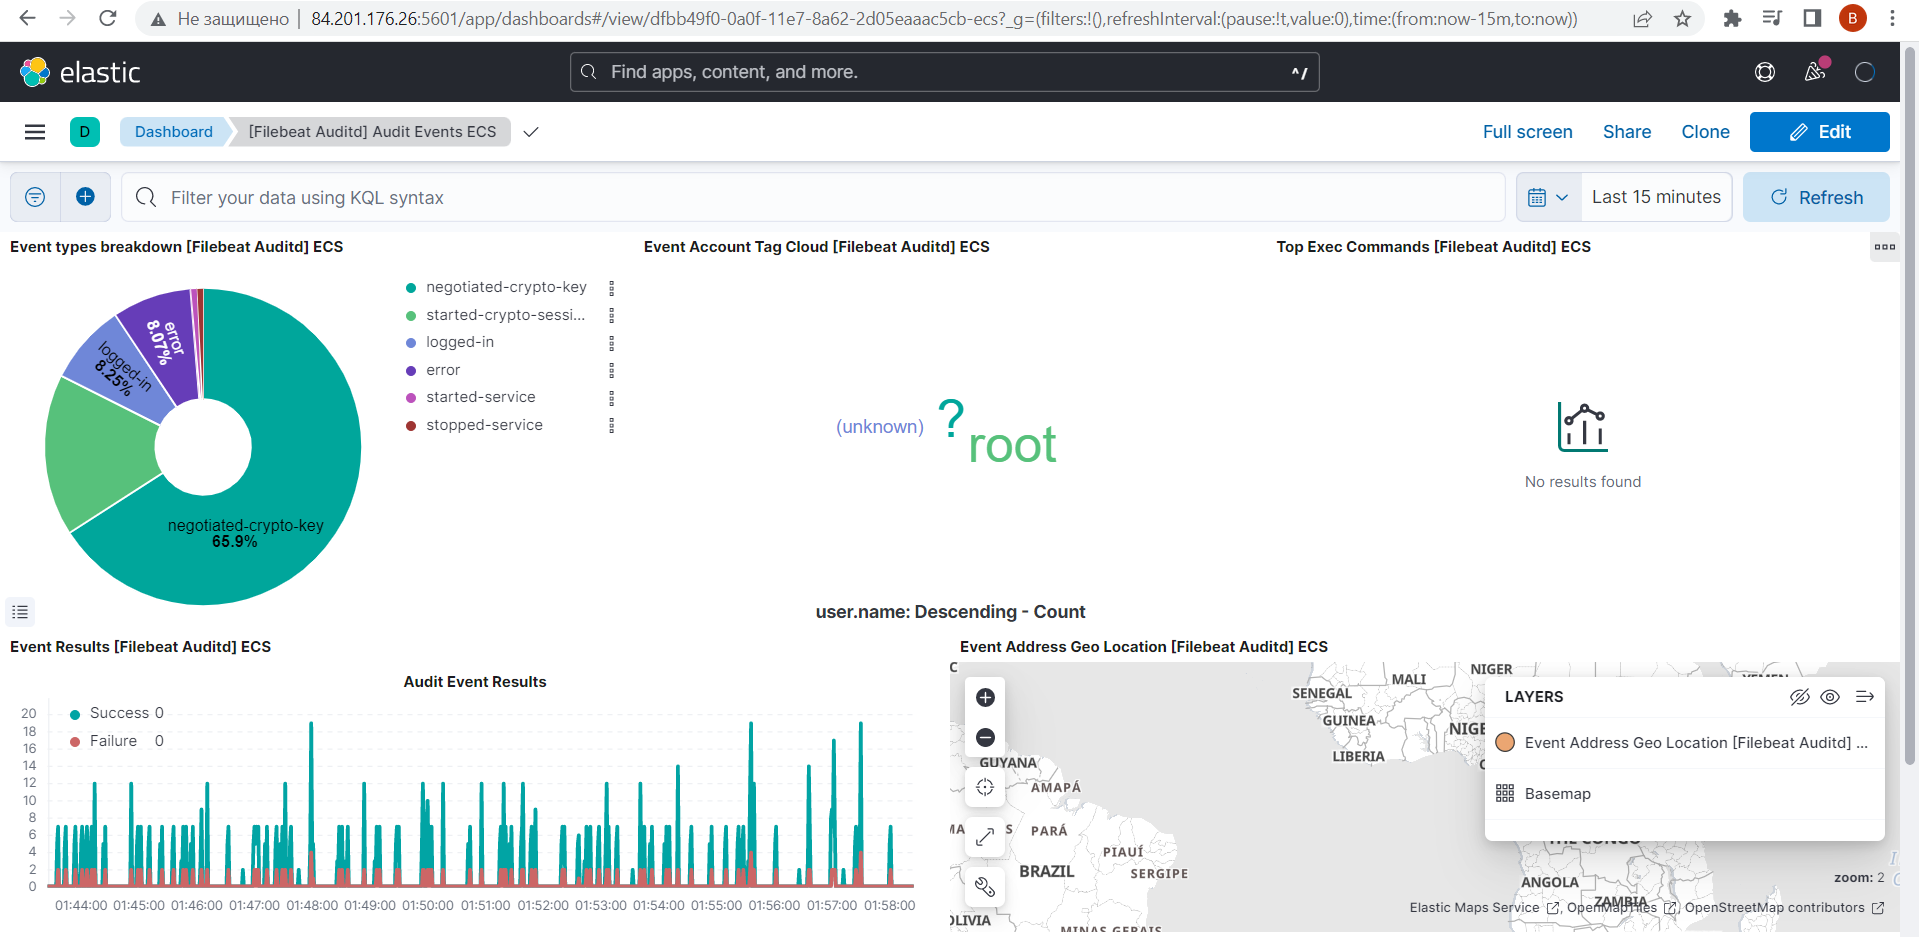 Не защищено
84.201.176.26:5601/app/dashboards#/view/dfbb49f0-0a0f-11e7-8a62-2d05eaaac5cb-ecs?_g=(filters:!(),refreshInterval:(pause:!t,value:0),time:(from:now-15m,to:now))
B
elastic
Find apps, content, and more.
^/
D
Dashboard
[Filebeat Auditd] Audit Events ECS
Full screen
Share
Clone
Edit
Filter your data using KQL syntax
Last 15 minutes
Refresh
Event types breakdown [Filebeat Auditd] ECS
error
8.07%
logged-in
8.25%
negotiated-crypto-key
65.9%
negotiated-crypto-key
started-crypto-sessi...
logged-in
error
started-service
stopped-service
Event Account Tag Cloud [Filebeat Auditd] ECS
(unknown)
?
root
user.name: Descending - Count
Top Exec Commands [Filebeat Auditd] ECS
No results found
Event Results [Filebeat Auditd] ECS
Audit Event Results
Success 0
Failure 0
20
18
16
14
12
10
8
6
4
2
0
01:44:00 01:45:00 01:46:00 01:47:00 01:48:00 01:49:00 01:50:00 01:51:00 01:52:00 01:53:00 01:54:00 01:55:00 01:56:00 01:57:00 01:58:00
Event Address Geo Location [Filebeat Auditd] ECS
NIGER
MALI
YEMEN
SENEGAL
GUINEA
LIBERIA
GUYANA
AMAPÁ
PARÁ
PIAUÍ
BRAZIL
SERGIPE
MINAS GERAIS
THE CONGO
ANGOLA
ZAMBIA
LAYERS
Event Address Geo Location [Filebeat Auditd] ...
Basemap
zoom: 2
Elastic Maps Service , OpenMapTiles , OpenStreetMap contributors